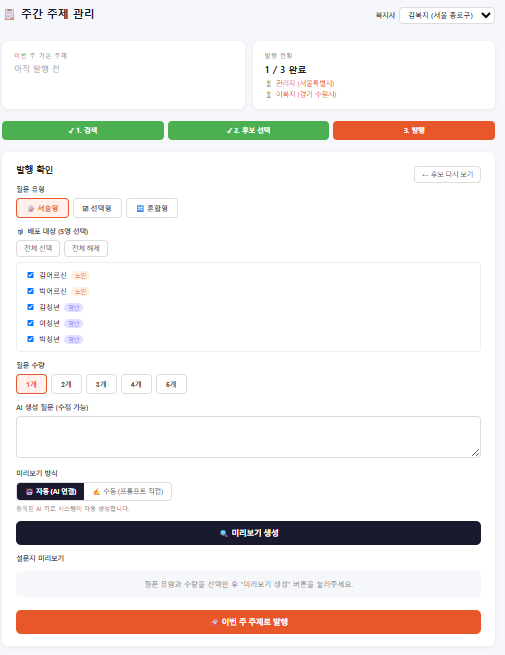 주간 주제 관리
복지사 김복지 (서울 종로구)
이번 주 기존 주제
아직 발행 전
발행 현황
1 / 3 완료
관리자 (서울특별시)
이복지 (경기 수원시)
✓ 1. 검색
✓ 2. 후보 선택
3. 발행
발행 확인
← 후보 다시 보기
질문 유형
서술형
선택형
혼합형
배포 대상 (5명 선택)
전체 선택
전체 해제
김어르신 노인
박어르신 노인
김청년 청년
이청년 청년
박청년 청년
질문 수량
1개
2개
3개
4개
5개
AI 생성 질문 (수정 가능)
미리보기 방식
자동 (AI 연결)
수동 (프롬프트 직접)
등록된 AI 키로 시스템이 자동 생성합니다.
미리보기 생성
설문지 미리보기
질문 유형과 수량을 선택한 후 "미리보기 생성" 버튼을 눌러주세요.
이번 주 주제로 발행